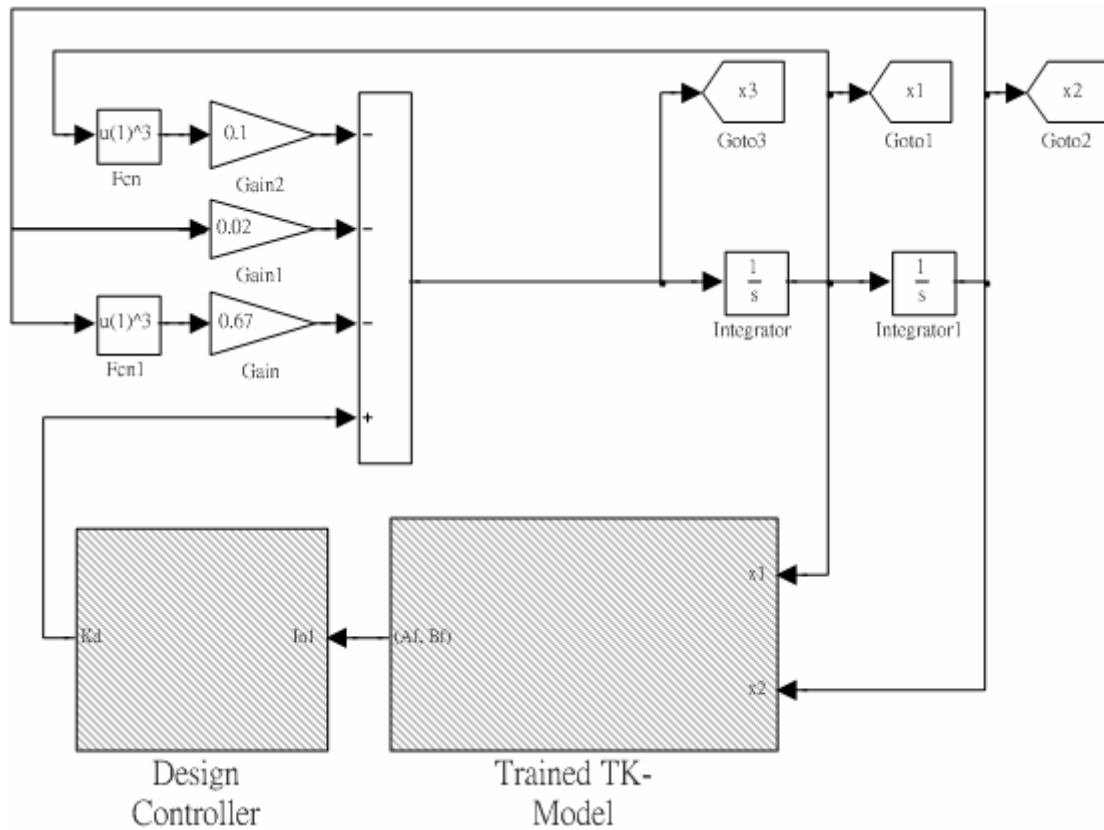 x3
x1
x2
Goto3
Goto1
Goto2
u(1)^3
0.1
−
Fcn
Gain2
0.02
−
Gain1
u(1)^3
0.67
−
Fcn1
Gain
+
1
s
Integrator
1
s
Integrator1
x1
Kd
In1
(Af, Bf)
x2
Design
Controller
Trained TK-
Model